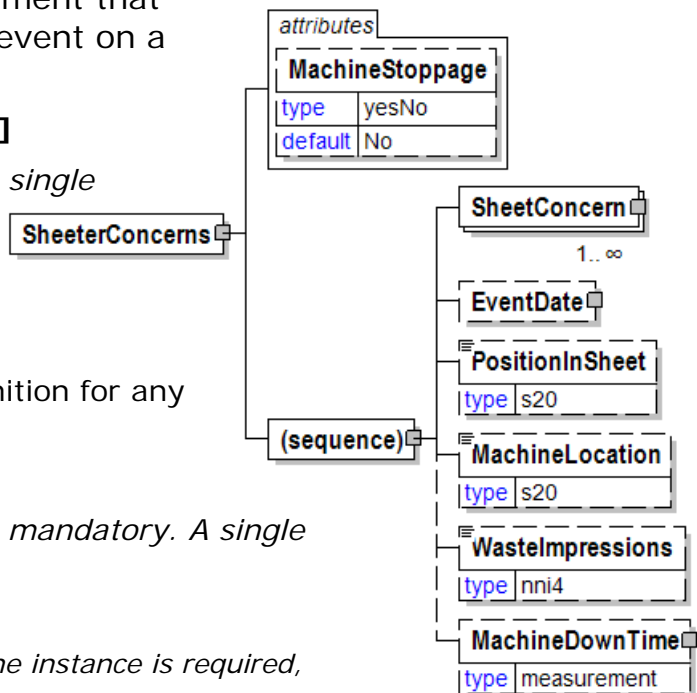 ment that
event on a
]
single
nition for any
mandatory. A single
ne instance is required,
attributes
MachineStoppage
type yesNo
default No
SheeterConcerns
SheetConcern
1.. ∞
EventDate
PositionInSheet
type s20
(sequence)
MachineLocation
type s20
WasteImpressions
type nni4
MachineDownTime
type measurement